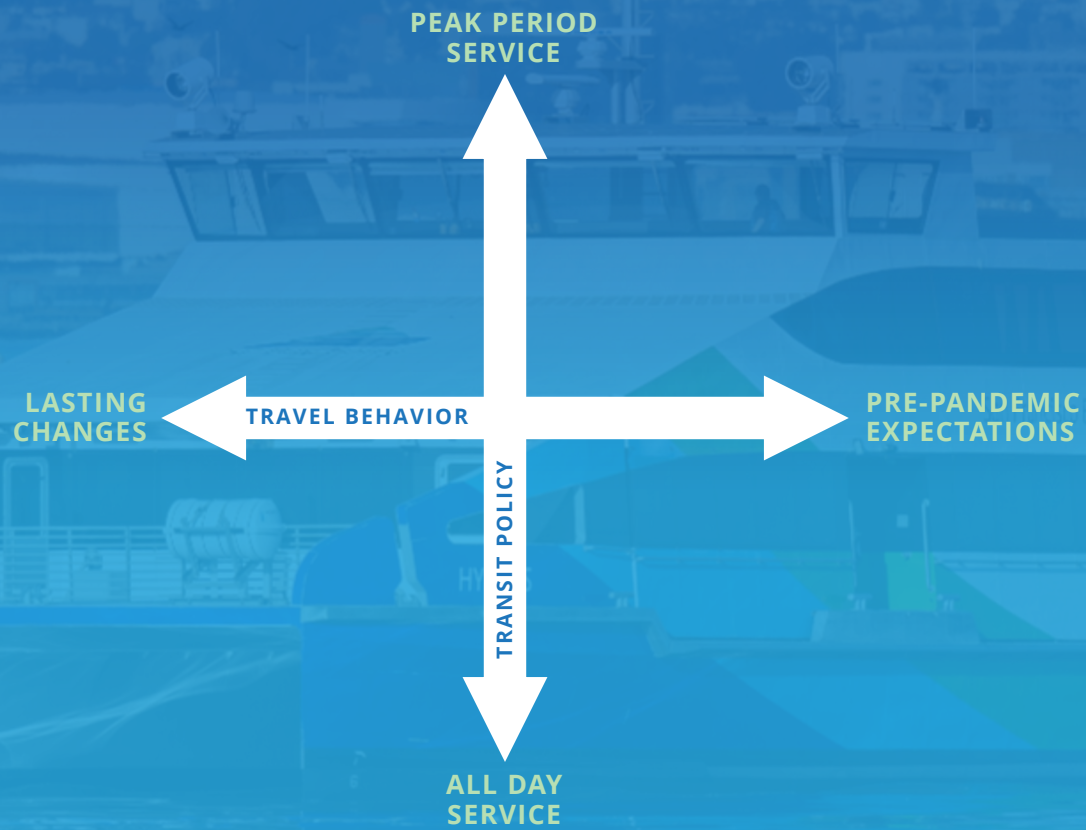 PEAK PERIOD
SERVICE
LASTING
CHANGES
TRAVEL BEHAVIOR
PRE-PANDEMIC
EXPECTATIONS
TRANSIT POLICY
ALL DAY
SERVICE